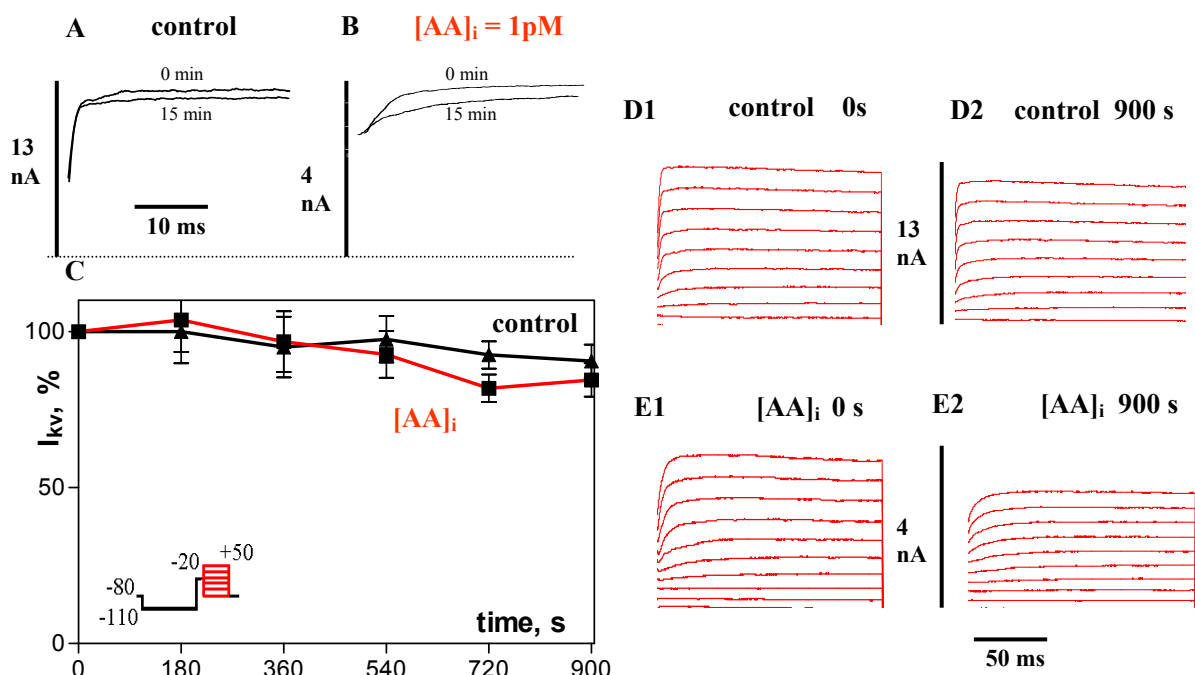 A control
0 min
15 min
13
nA
10 ms
B [AA]i = 1pM
0 min
15 min
4
nA
C
100
50
0
I_Kv, %
control
[AA]i
-80
-110
-20
+50
time, s
0 180 360 540 720 900
D1 control 0s
D2 control 900 s
13
nA
E1 [AA]i 0 s
E2 [AA]i 900 s
4
nA
50 ms